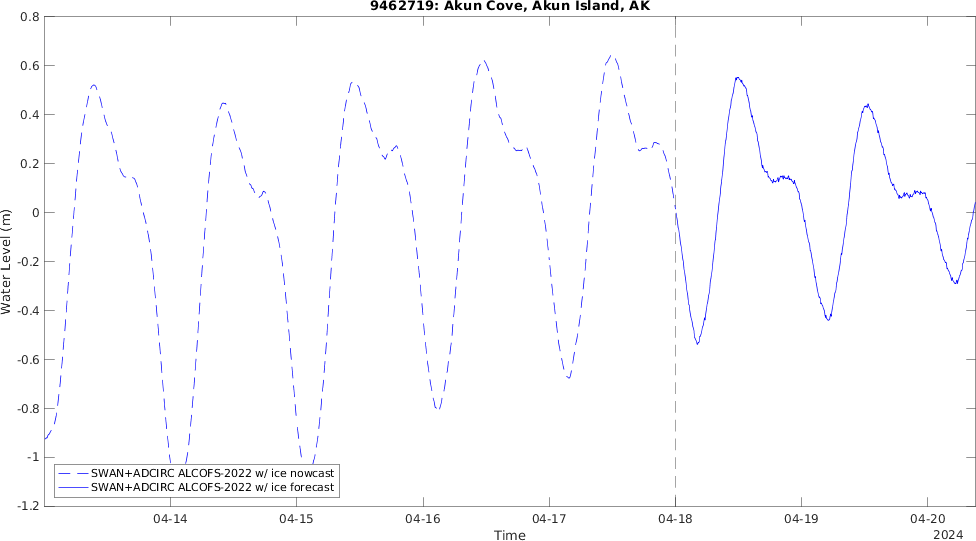 9462719: Akun Cove, Akun Island, AK
0.8
0.6
0.4
0.2
0
-0.2
-0.4
-0.6
-0.8
-1
-1.2
Water Level (m)
SWAN+ADCIRC ALCOFS-2022 w/ ice nowcast
SWAN+ADCIRC ALCOFS-2022 w/ ice forecast
04-14 04-15 04-16 04-17 04-18 04-19 04-20
Time
2024